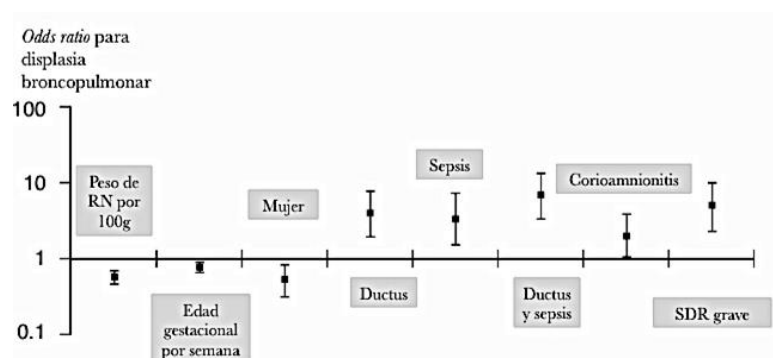 Odds ratio para
displasia
broncopulmonar
100
10
1
0.1
Peso de
RN por
100g
Edad
gestacional
por semana
Mujer
Ductus
Sepsis
Ductus
y sepsis
Corioamnionitis
SDR grave